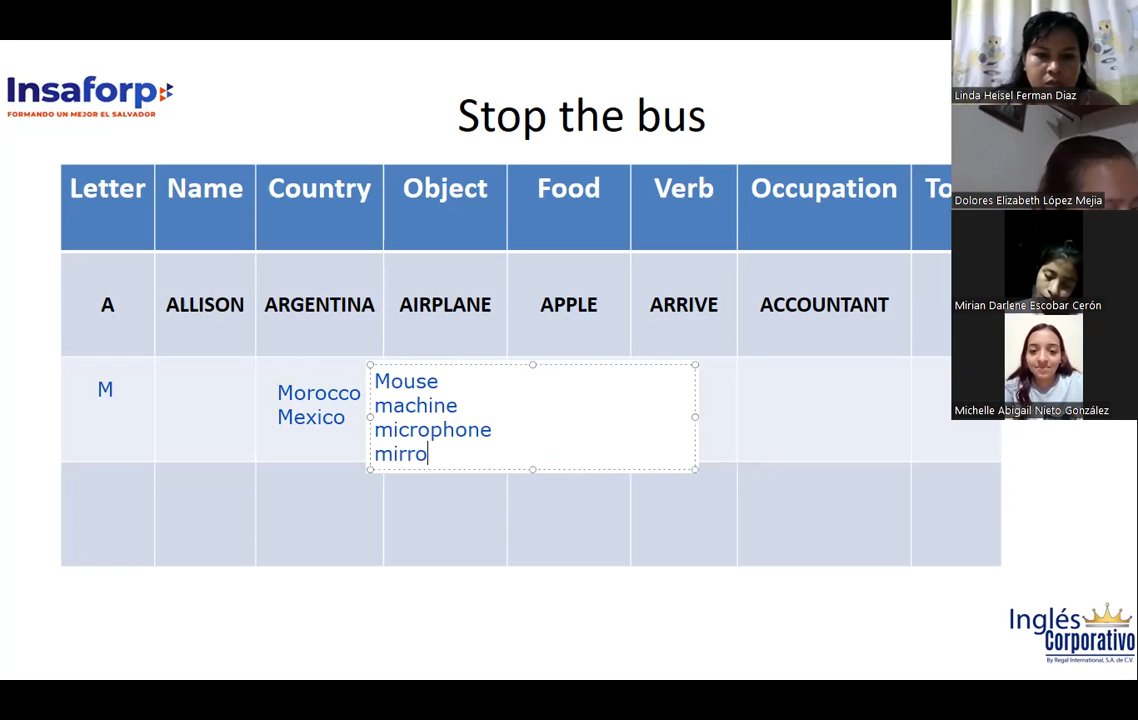 Insaforp
FORMANDO UN MEJOR EL SALVADOR
Stop the bus
Letter Name Country Object Food Verb Occupation To
A ALLISON ARGENTINA AIRPLANE APPLE ARRIVE ACCOUNTANT
M
Morocco
Mexico
Mouse
machine
microphone
mirro
Linda Heisel Ferman Diaz
Dolores Elizabeth López Mejia
Mirian Darlene Escobar Cerón
Michelle Abigail Nieto González
Inglés
Corporativo
By Regal International, S.A. de C.V.